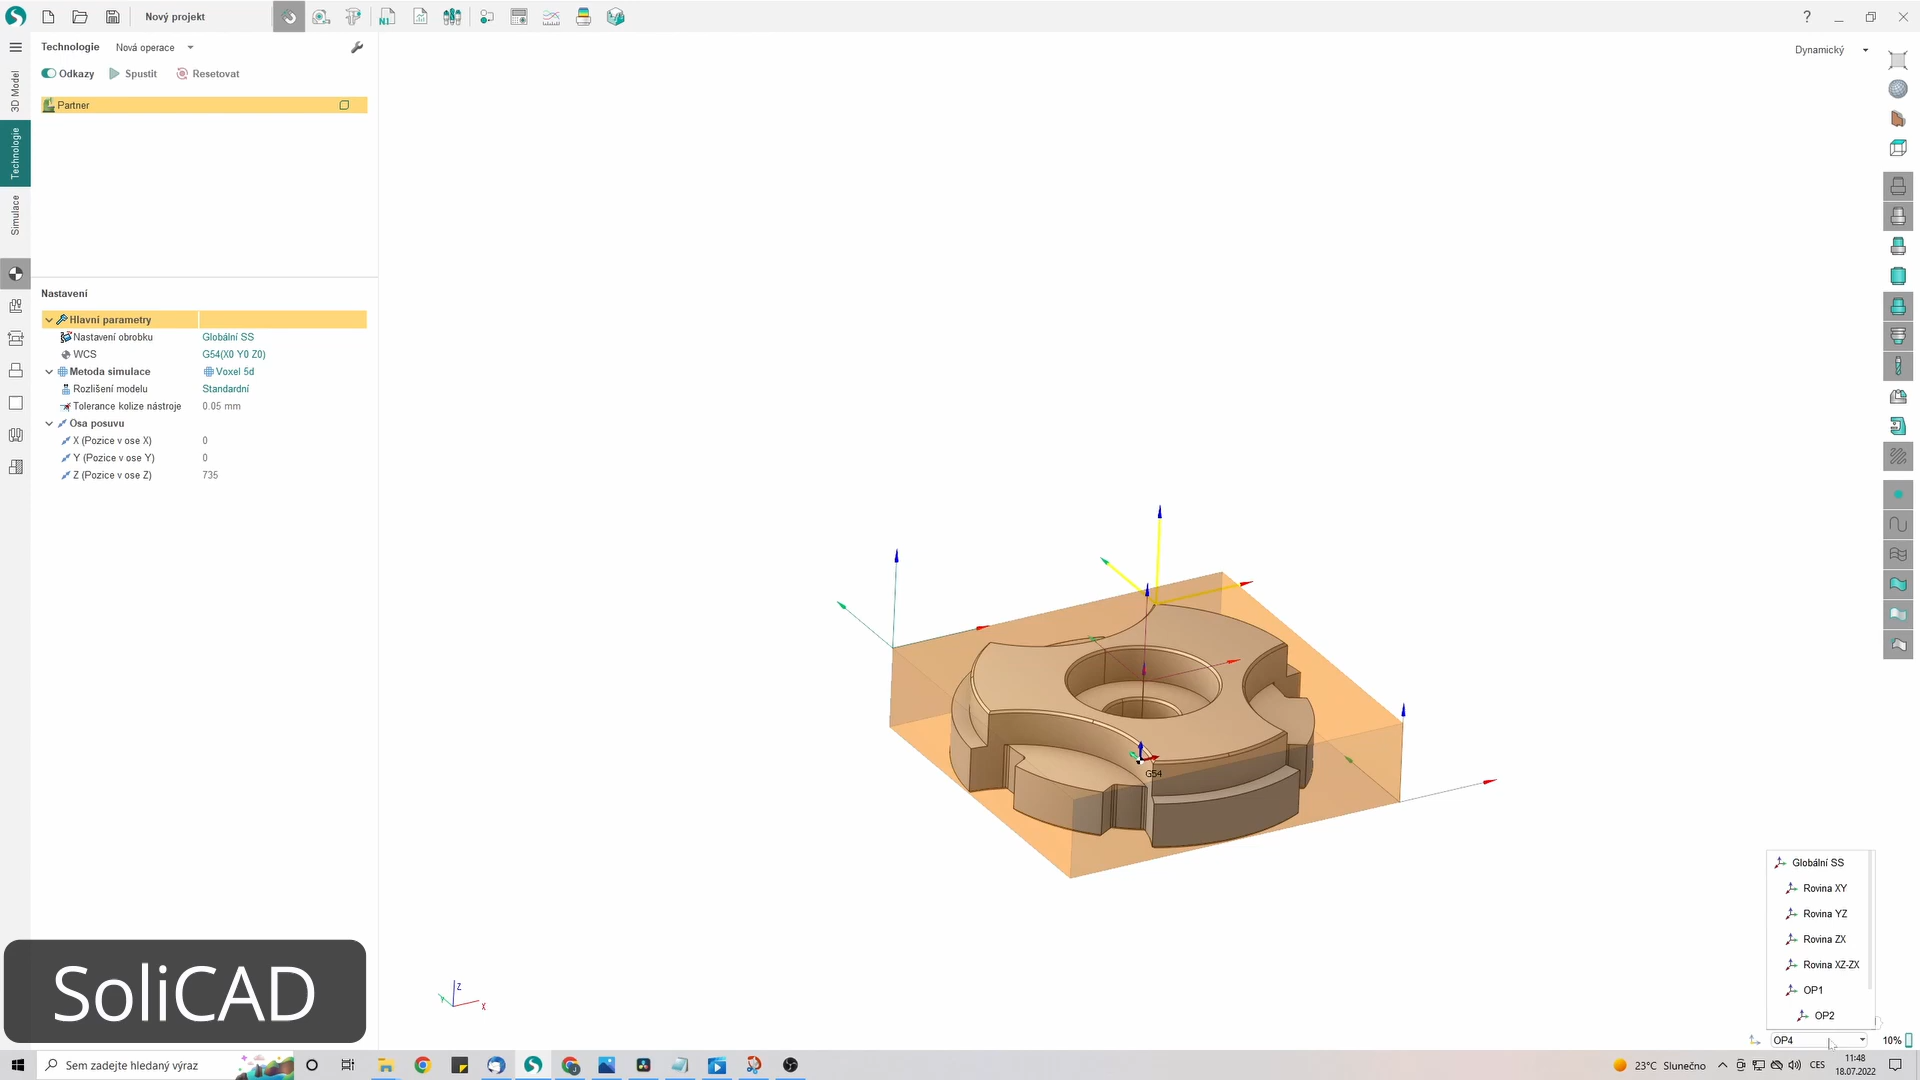 Nový projekt
?
Technologie
Nová operace
Odkazy
Spustit
Resetovat
Dynamický
3D Model
Technologie
Simulace
Partner
Nastavení
Hlavní parametry
Nastavení obrobku
Globální SS
WCS
G54(X0 Y0 Z0)
Metoda simulace
Voxel 5d
Rozlišení modelu
Standardní
Tolerance kolize nástroje
0.05 mm
Osa posuvu
X (Pozice v ose X)
0
Y (Pozice v ose Y)
0
Z (Pozice v ose Z)
735
G54
Globální SS
Rovina XY
Rovina YZ
Rovina ZX
Rovina XZ-ZX
OP1
OP2
OP4
10%
Z
Y
X
SoliCAD
Sem zadejte hledaný výraz
23°C Slunečno
CES
11:48
18.07.2022